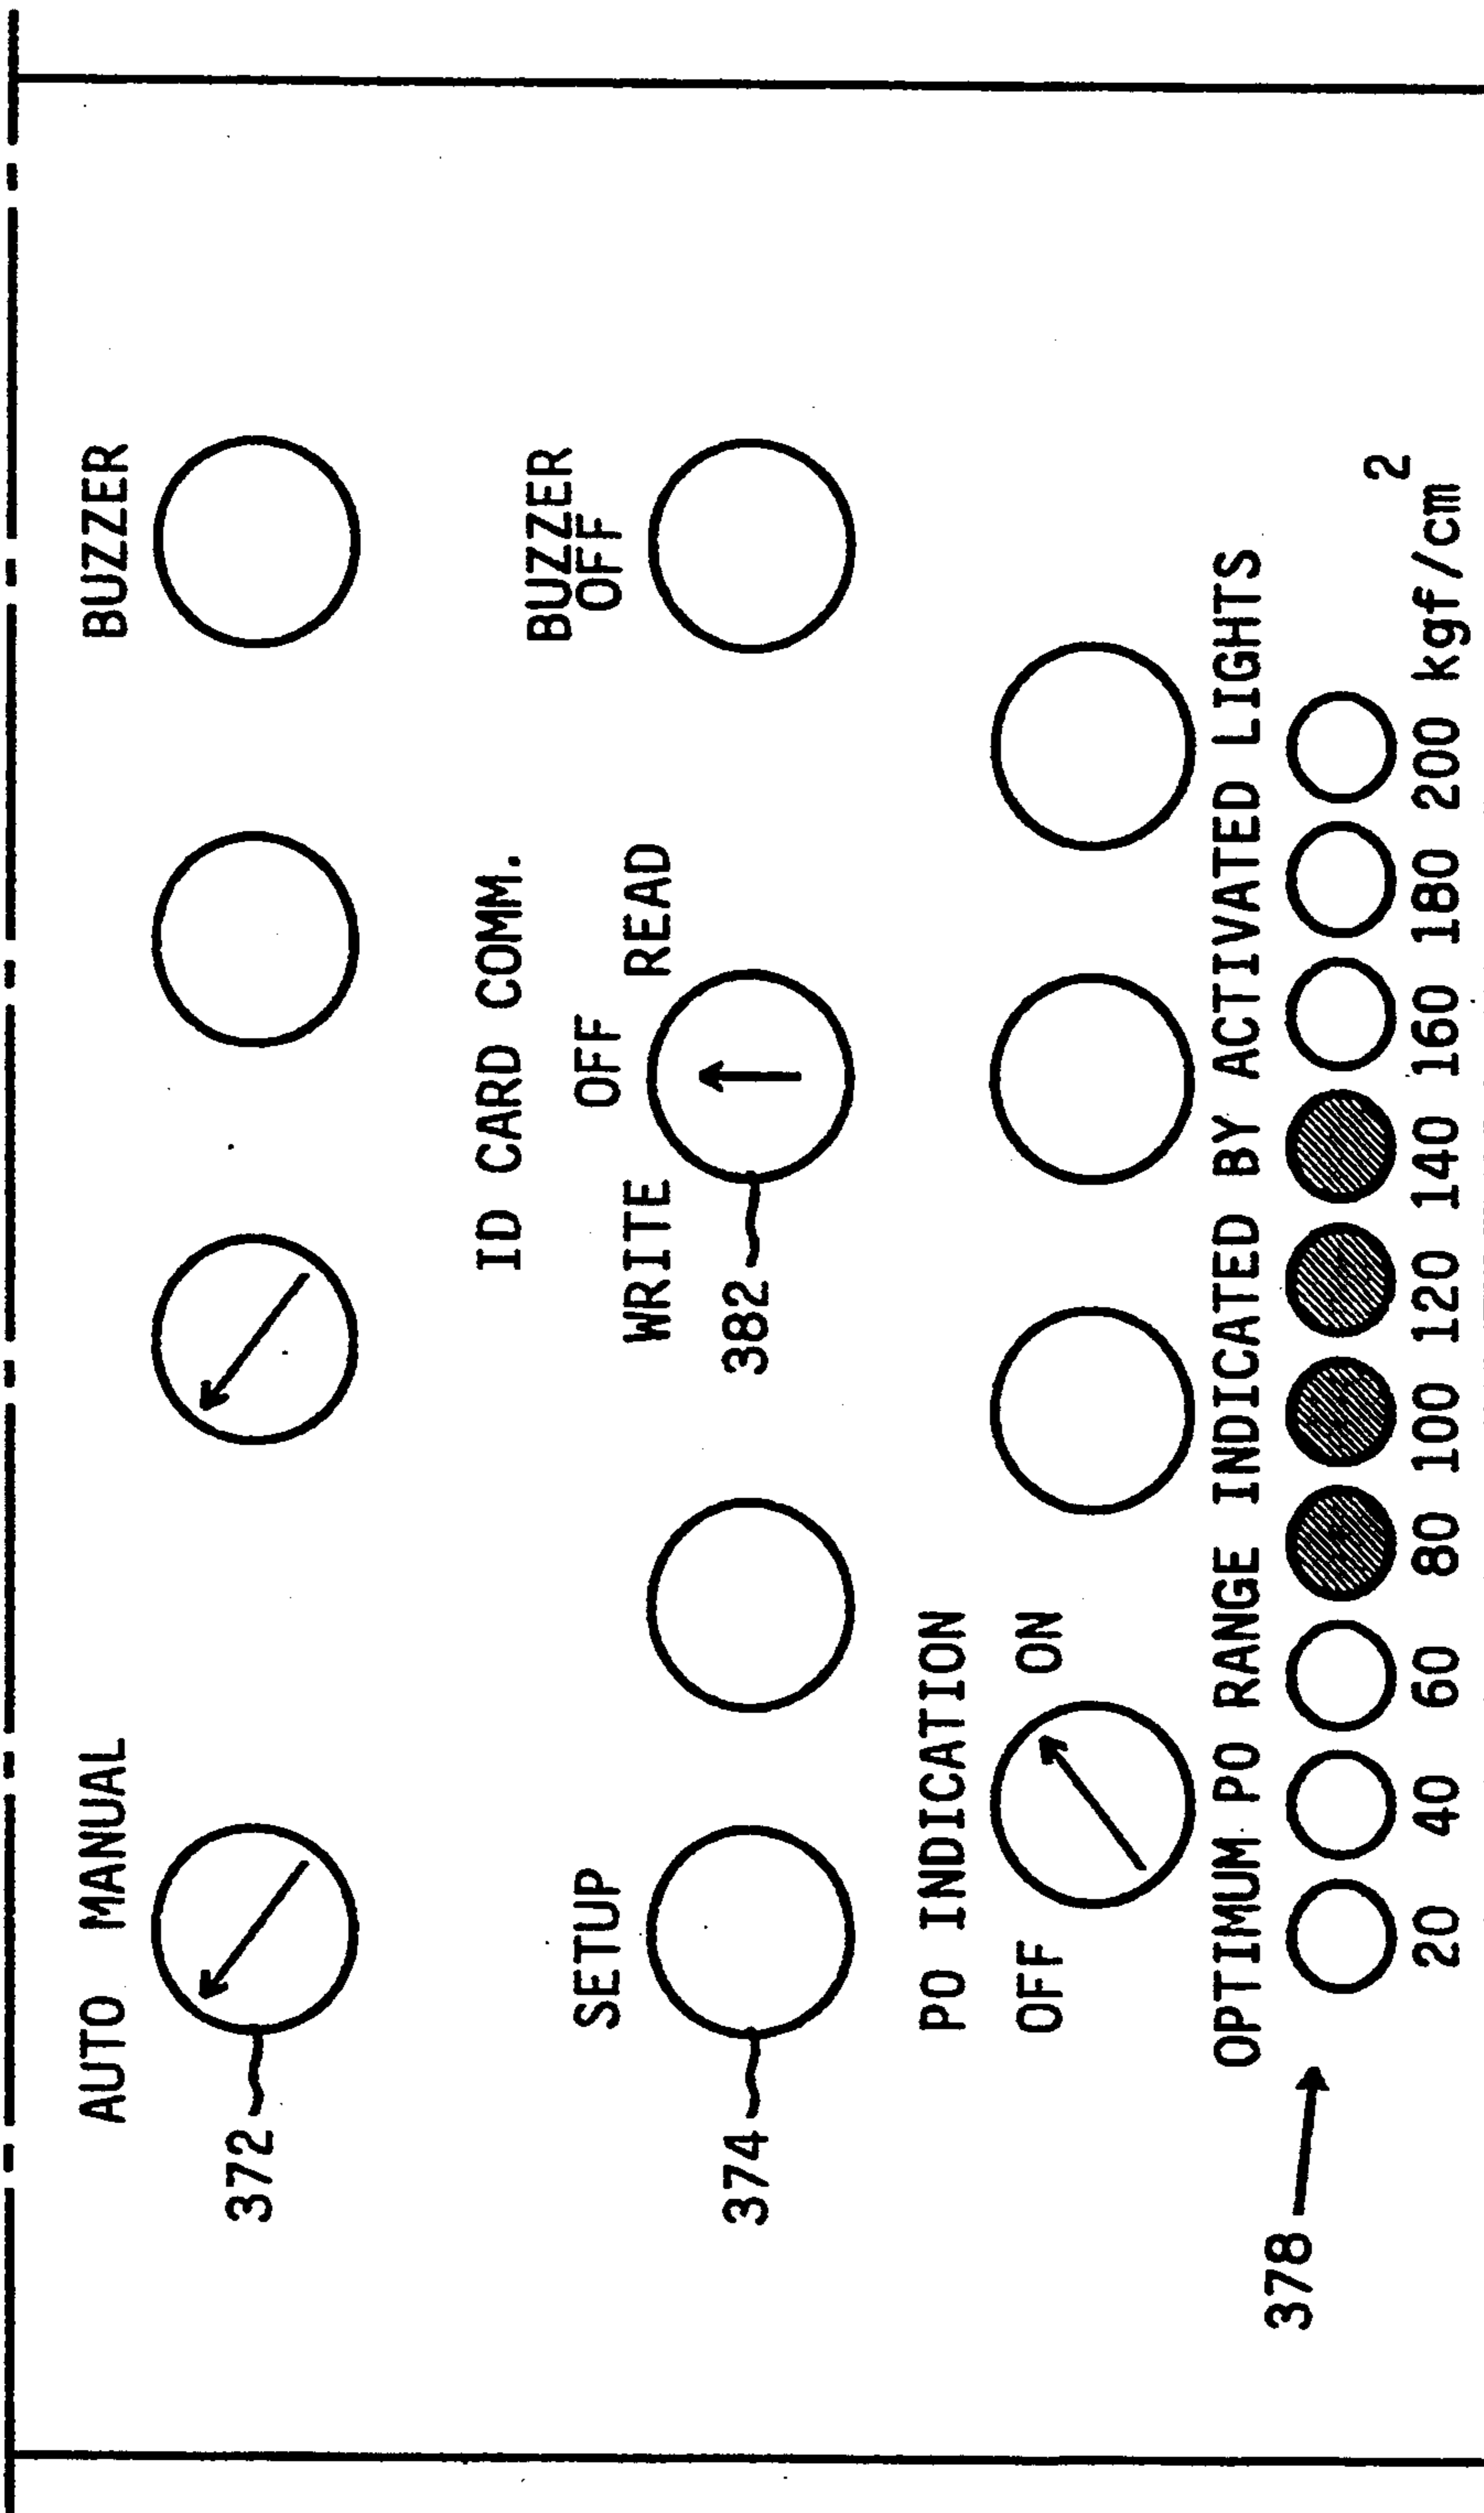 AUTO MANUAL
BUZZER
372
ID CARD COMM.
BUZZER
OFF
SETUP
OFF
WRITE READ
374
382
PO INDICATION
OFF ON
OPTIMUM PO RANGE INDICATED BY ACTIVATED LIGHTS
378
20 40 60 80 100 120 140 160 180 200 kgf/cm²